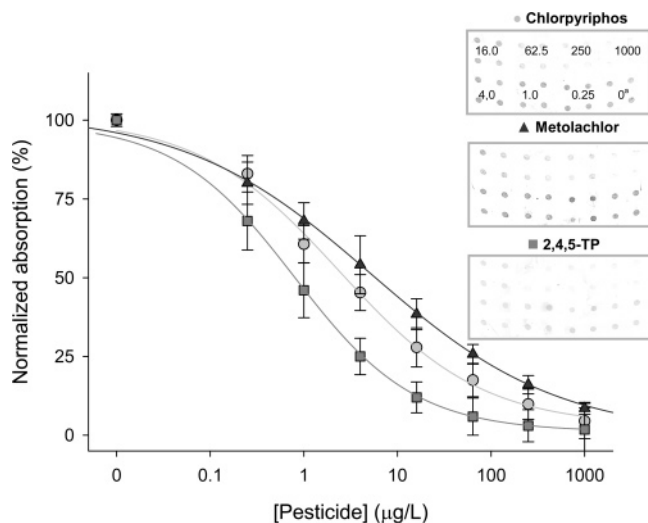 Chlorpyriphos
16.0 62.5 250 1000
4.0 1.0 0.25 0ª
Metolachlor
2,4,5-TP
Normalized absorption (%)
100
75
50
25
0
0 0.1 1 10 100 1000
[Pesticide] (µg/L)